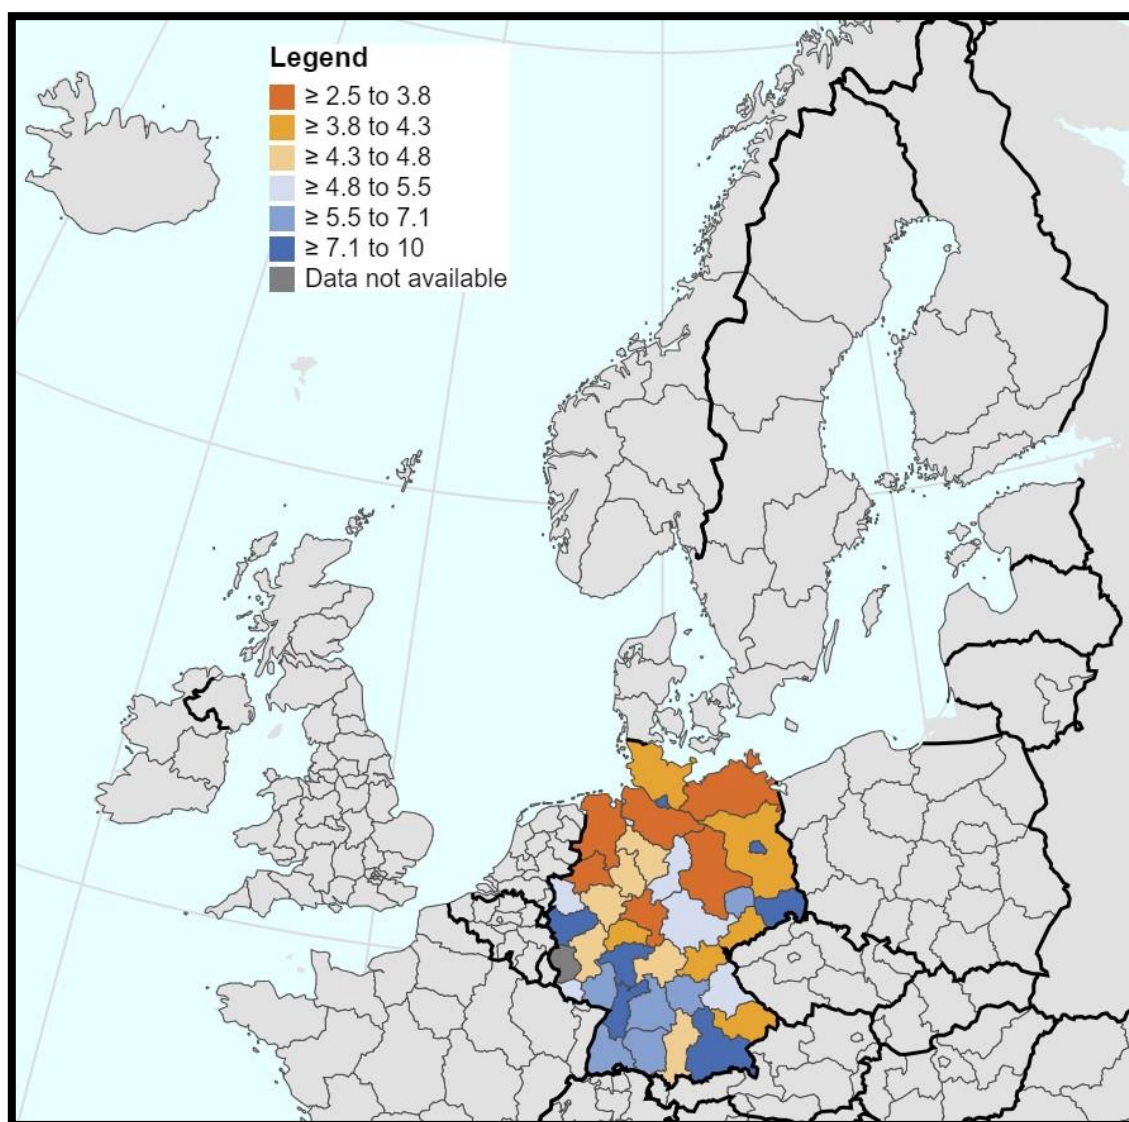 Legend
≥ 2.5 to 3.8
≥ 3.8 to 4.3
≥ 4.3 to 4.8
≥ 4.8 to 5.5
≥ 5.5 to 7.1
≥ 7.1 to 10
Data not available